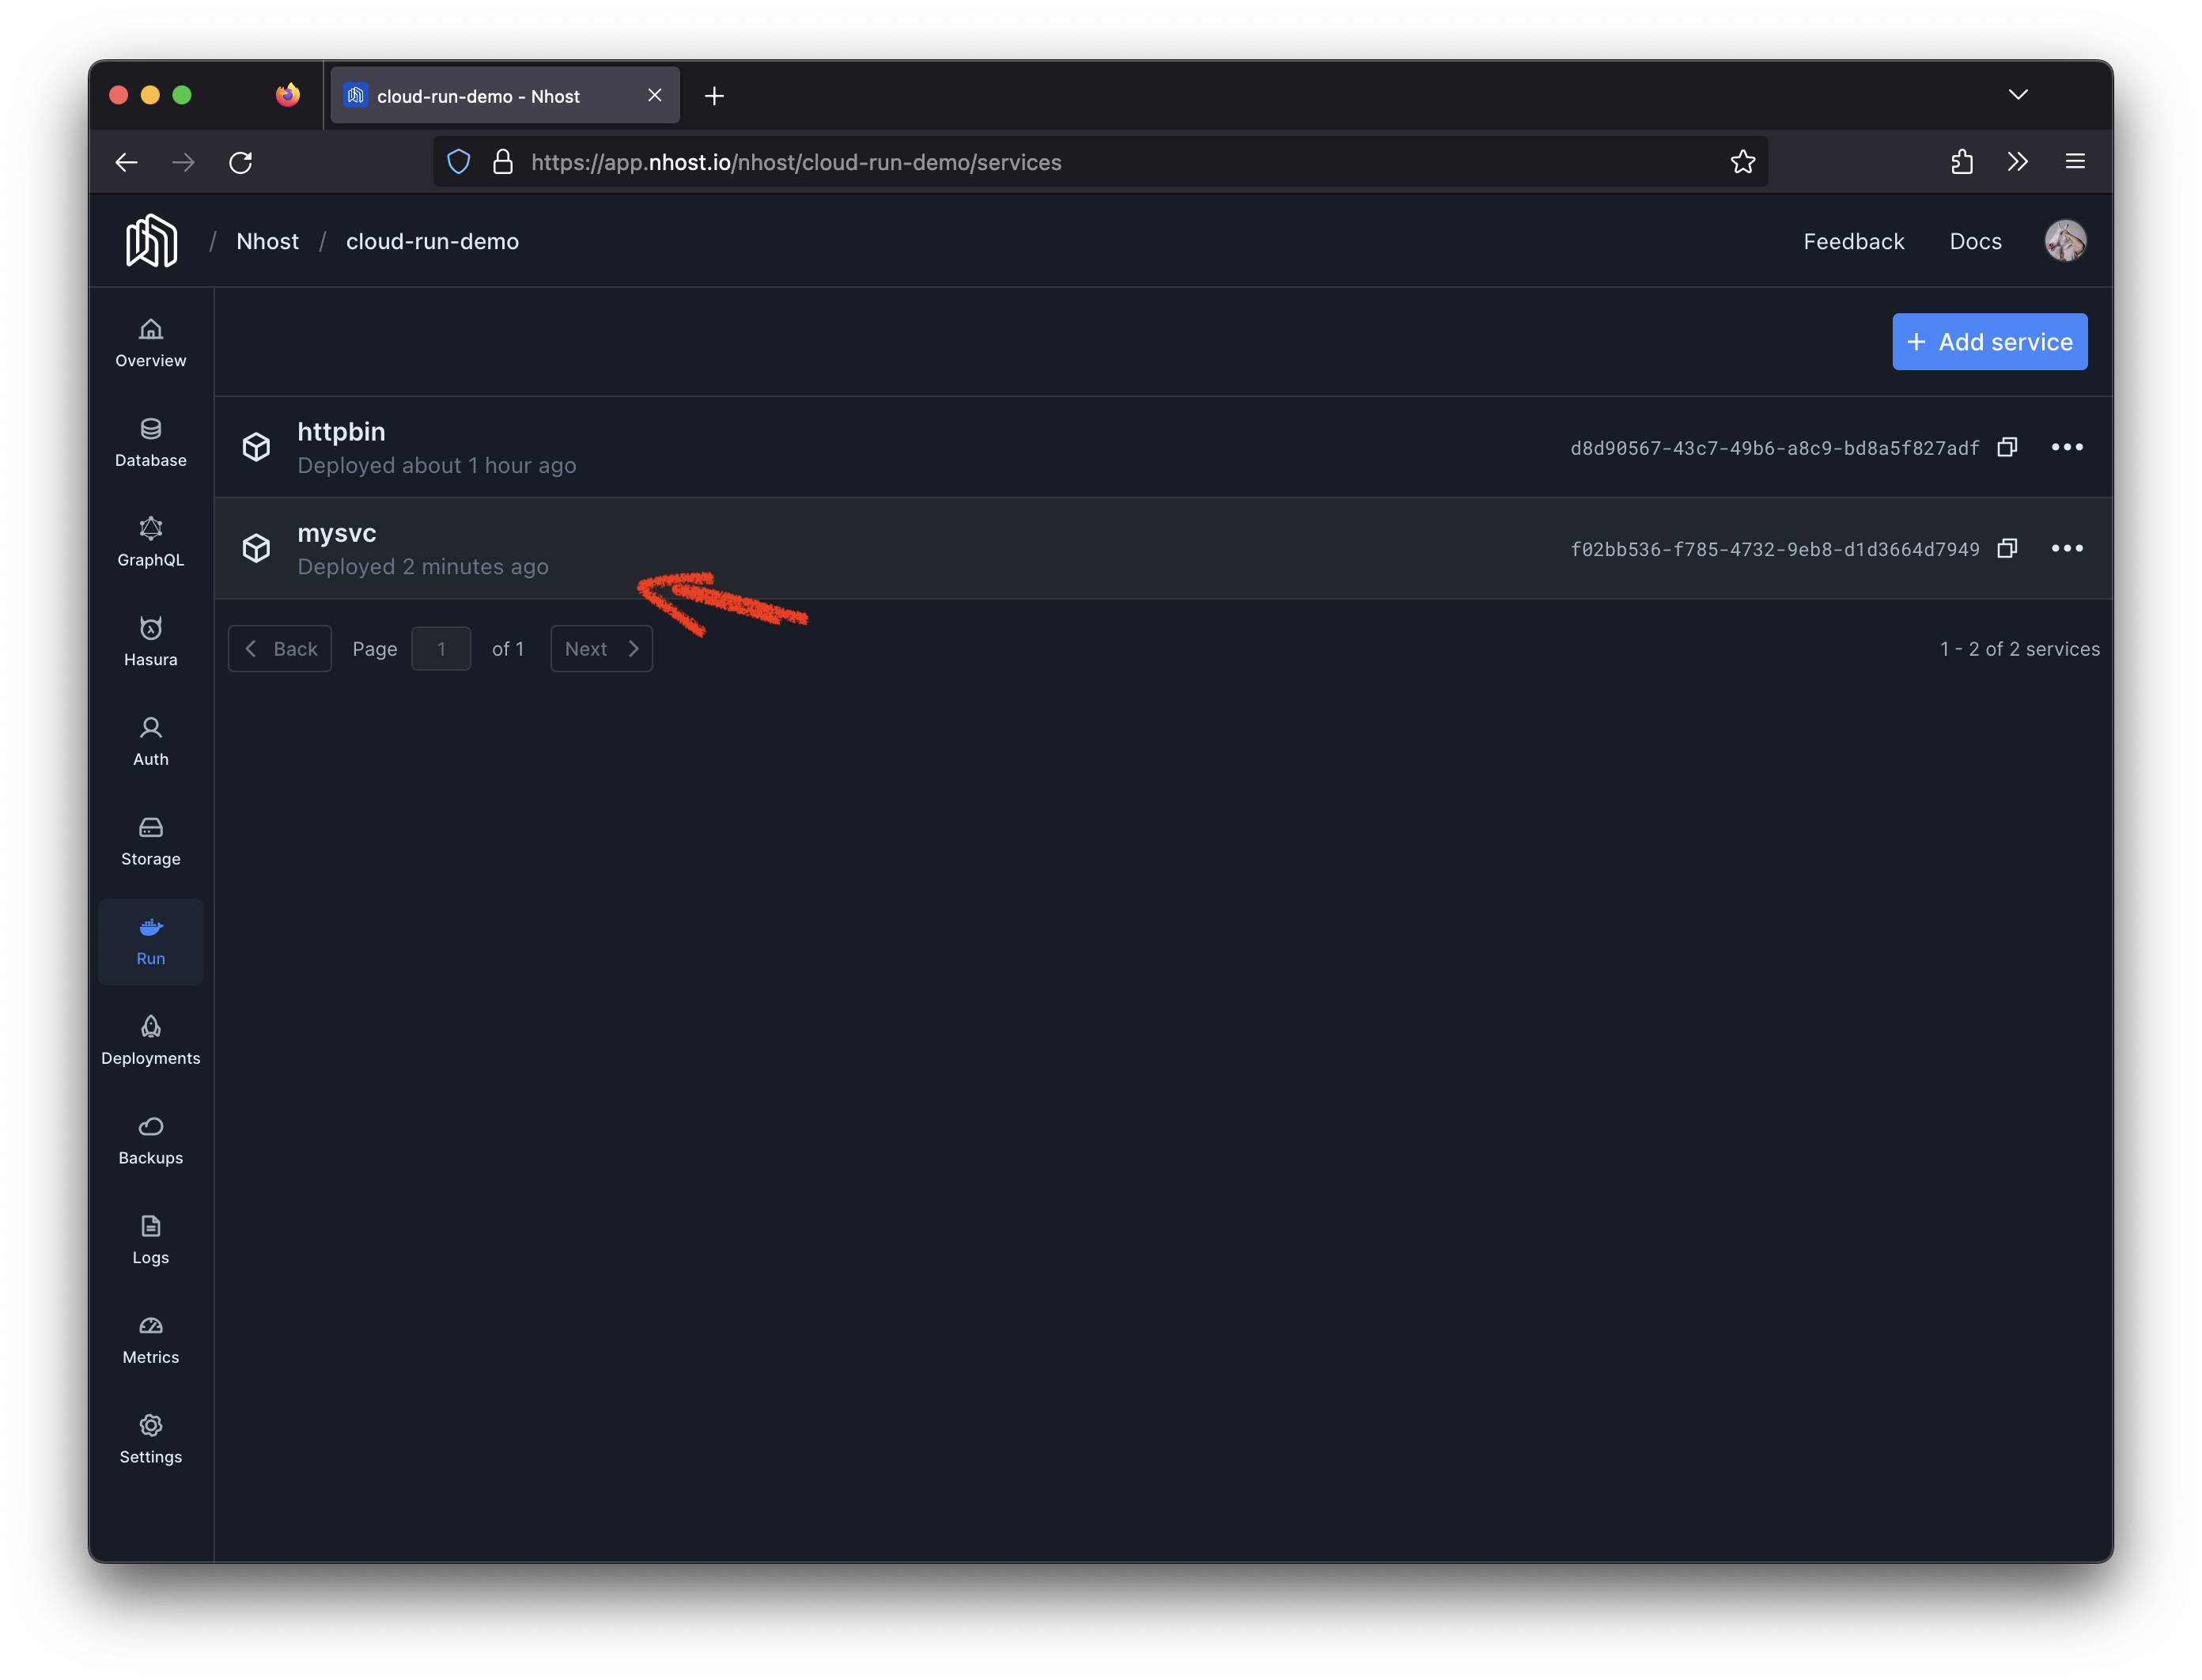 cloud-run-demo - Nhost
https://app.nhost.io/nhost/cloud-run-demo/services
/ Nhost / cloud-run-demo
Feedback Docs
Overview
Database
GraphQL
Hasura
Auth
Storage
Run
Deployments
Backups
Logs
Metrics
Settings
+ Add service
httpbin
Deployed about 1 hour ago
d8d90567-43c7-49b6-a8c9-bd8a5f827adf
mysvc
Deployed 2 minutes ago
f02bb536-f785-4732-9eb8-d1d3664d7949
Back Page 1 of 1 Next
1 - 2 of 2 services